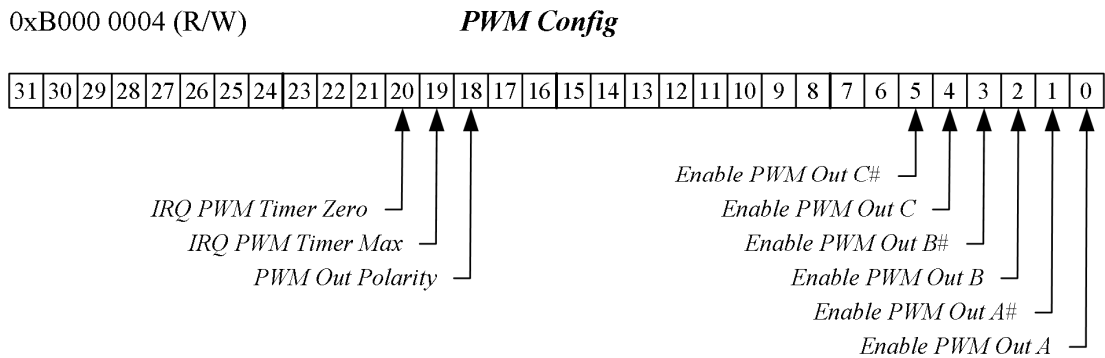 0xB000 0004 (R/W) PWM Config
31 30 29 28 27 26 25 24 23 22 21 20 19 18 17 16 15 14 13 12 11 10 9 8 7 6 5 4 3 2 1 0
Enable PWM Out C#
IRQ PWM Timer Zero Enable PWM Out C
IRQ PWM Timer Max Enable PWM Out B#
PWM Out Polarity Enable PWM Out B
Enable PWM Out A#
Enable PWM Out A